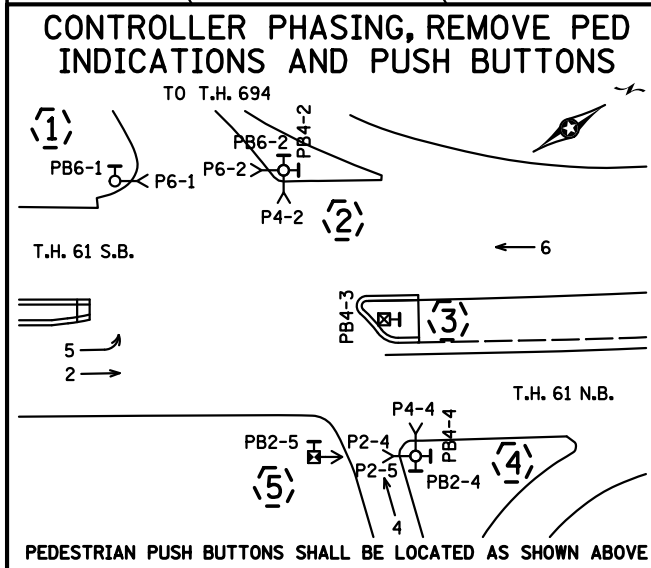 CONTROLLER PHASING, REMOVE PED
INDICATIONS AND PUSH BUTTONS
TO T.H. 694
1
PB6-1
P6-1
PB6-2
PB4-2
P6-2
P4-2
2
T.H. 61 S.B.
6
PB4-3
3
5
2
T.H. 61 N.B.
P4-4
PB4-4
PB2-5
P2-4
P2-5
PB2-4
4
5
4
PEDESTRIAN PUSH BUTTONS SHALL BE LOCATED AS SHOWN ABOVE